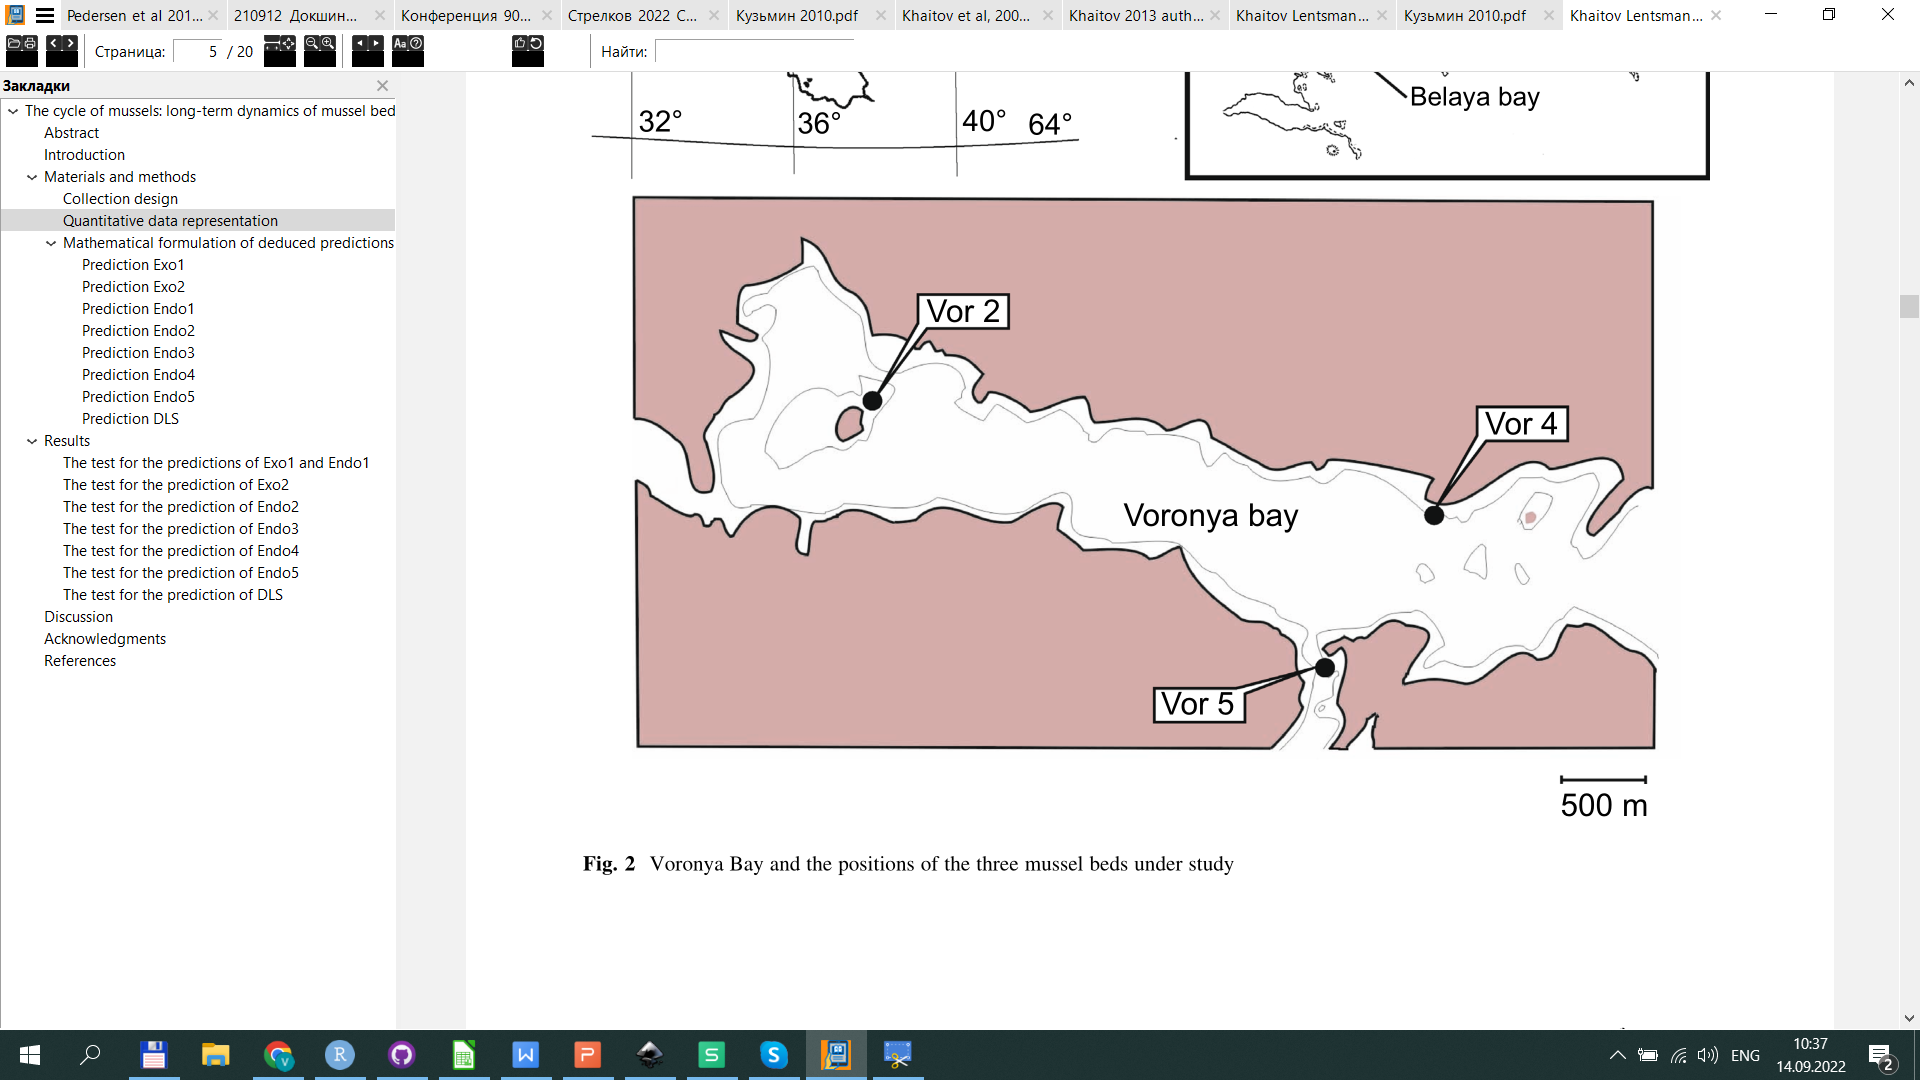 Pedersen et al 201...
210912 Докшин...
Конференция 90...
Стрелков 2022 С...
Кузьмин 2010.pdf
Khaitov et al, 200...
Khaitov 2013 auth...
Khaitov Lentsman...
Кузьмин 2010.pdf
Khaitov Lentsman...
Страница: 5 / 20
Найти:
Закладки
The cycle of mussels: long-term dynamics of mussel bed
Abstract
Introduction
Materials and methods
Collection design
Quantitative data representation
Mathematical formulation of deduced predictions
Prediction Exo1
Prediction Exo2
Prediction Endo1
Prediction Endo2
Prediction Endo3
Prediction Endo4
Prediction Endo5
Prediction DLS
Results
The test for the predictions of Exo1 and Endo1
The test for the prediction of Exo2
The test for the prediction of Endo2
The test for the prediction of Endo3
The test for the prediction of Endo4
The test for the prediction of Endo5
The test for the prediction of DLS
Discussion
Acknowledgments
References
32° 36° 40° 64°
Belaya bay
Vor 2
Vor 4
Voronya bay
Vor 5
500 m
Fig. 2 Voronya Bay and the positions of the three mussel beds under study
ENG
10:37
14.09.2022
2